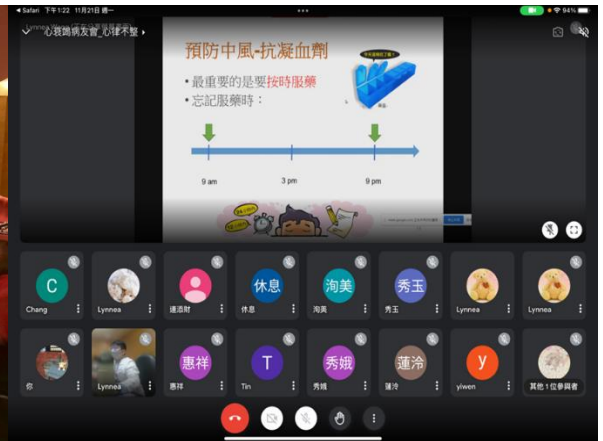 ◀ Safari 下午1:22 11月21日 週一
94%
心衰竭病友會_心律不整
預防中風-抗凝血劑
• 最重要的是要按時服藥
• 忘記服藥時：
9 am 3 pm 9 pm
C 休息 洵美 秀玉
Chang Lynnea 連添財 休息 洵美 秀玉 Lynnea Lynnea
惠祥 T 秀娥 蓮泠 y
你 Lynnea 惠祥 Tin 秀娥 蓮泠 yiwen 其他 1 位參與者